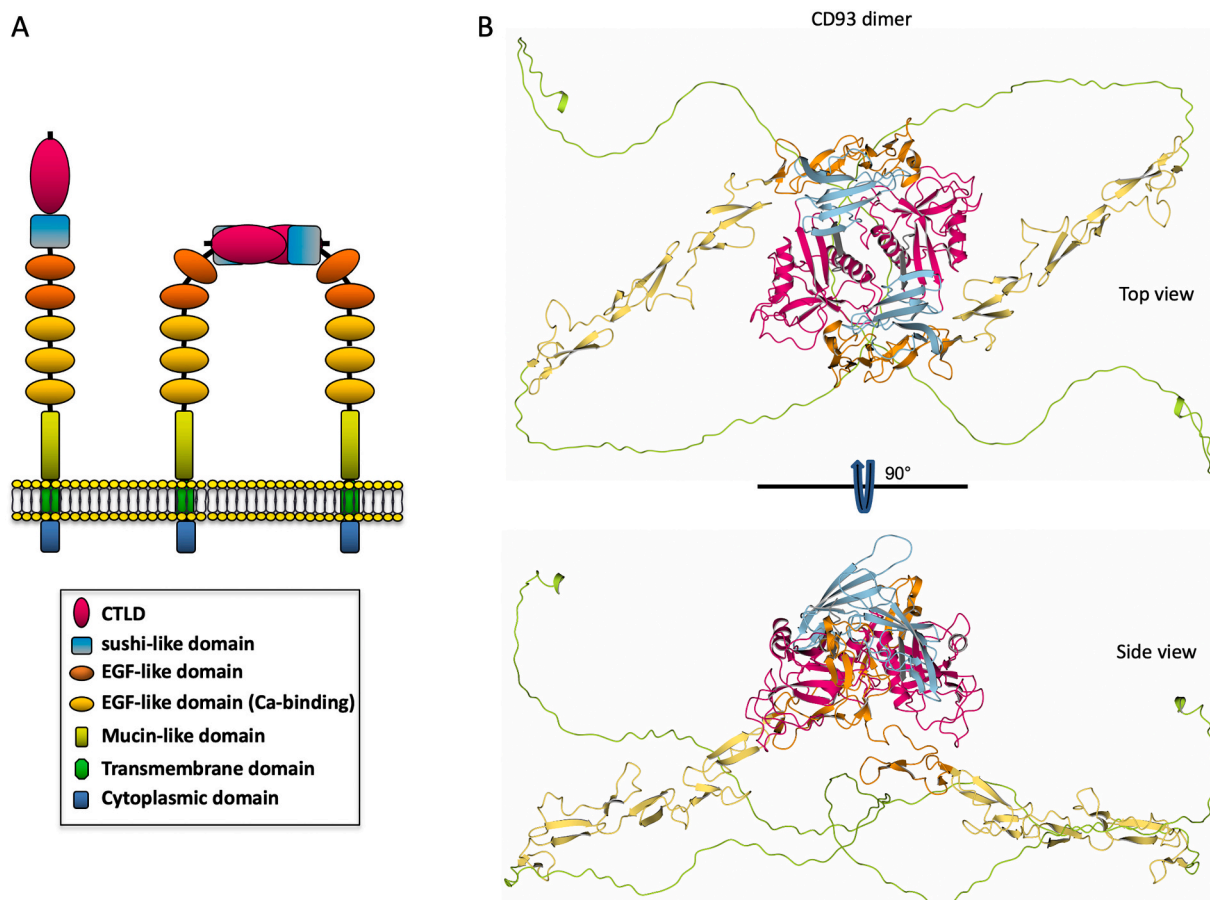 A
CTLD
sushi-like domain
EGF-like domain
EGF-like domain (Ca-binding)
Mucin-like domain
Transmembrane domain
Cytoplasmic domain
B
CD93 dimer
Top view
90°
Side view